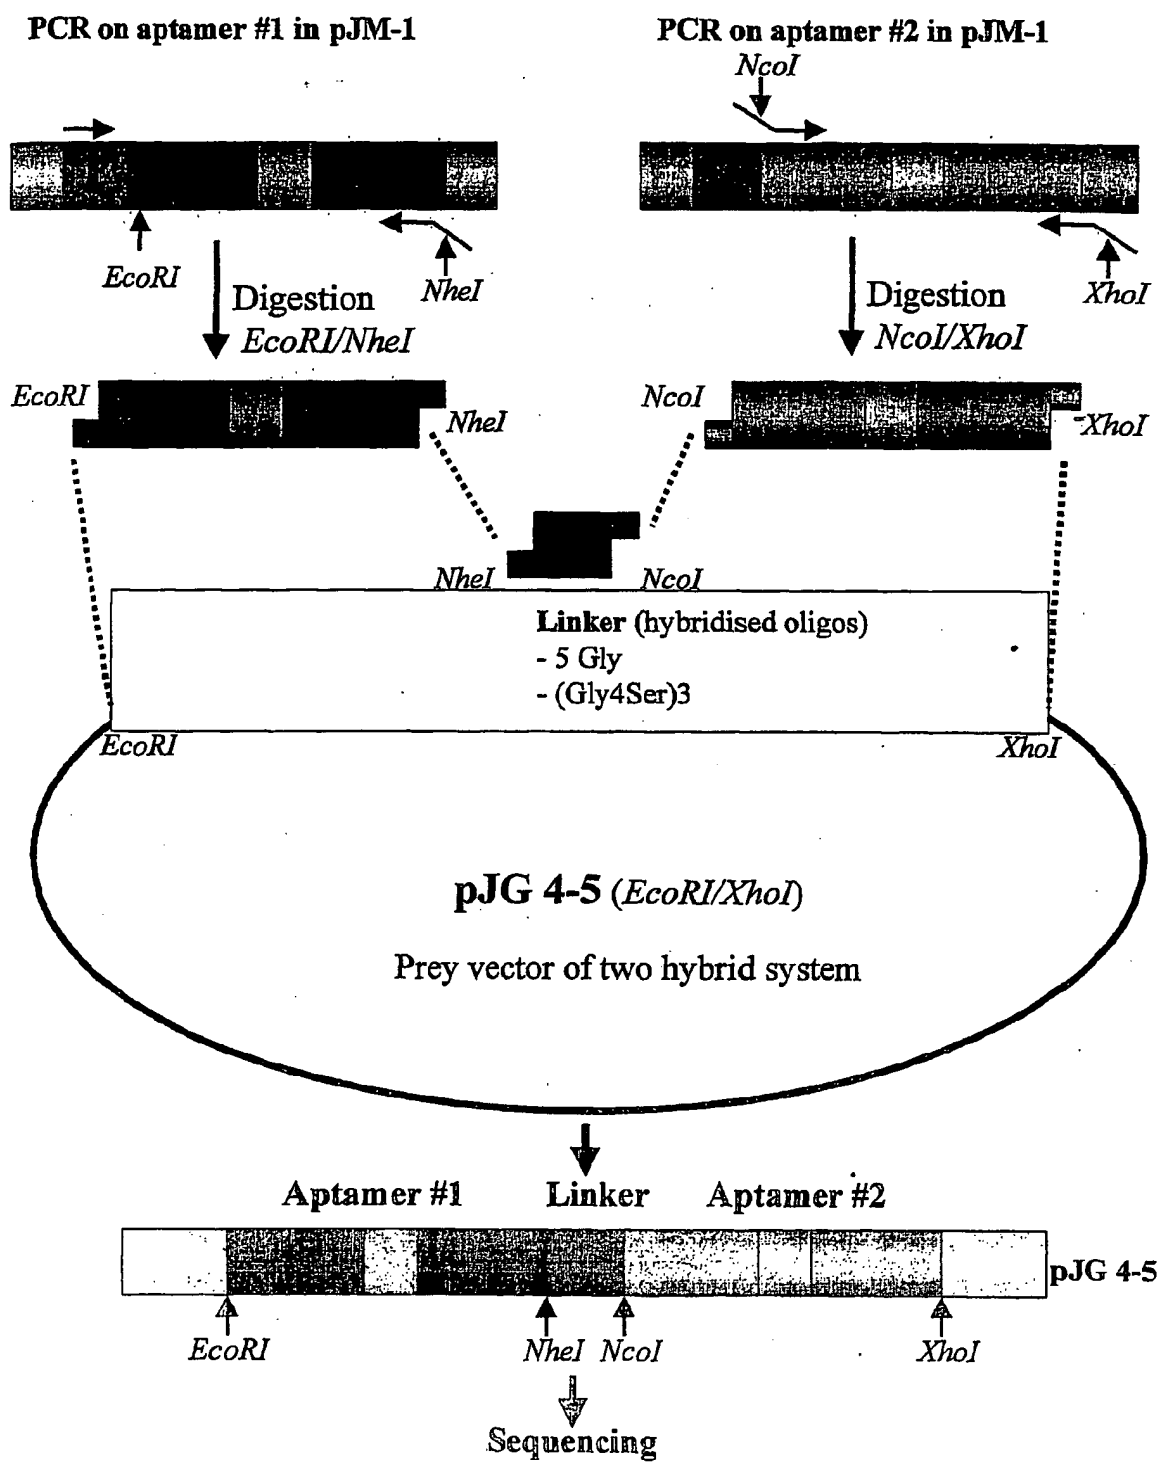 PCR on aptamer #1 in pJM-1
PCR on aptamer #2 in pJM-1
NcoI
EcoRI
NheI
XhoI
Digestion
EcoRI/NheI
Digestion
NcoI/XhoI
EcoRI
NheI
NcoI
XhoI
NheI
NcoI
Linker (hybridised oligos)
- 5 Gly
- (Gly4Ser)3
EcoRI
XhoI
pJG 4-5 (EcoRI/XhoI)
Prey vector of two hybrid system
Aptamer #1 Linker Aptamer #2
pJG 4-5
EcoRI NheI NcoI XhoI
Sequencing